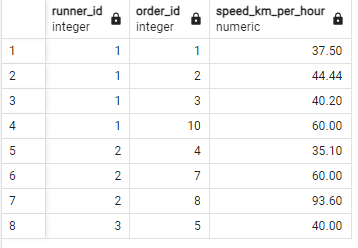 runner_id order_id speed_km_per_hour
integer integer numeric
1 1 1 37.50
2 1 2 44.44
3 1 3 40.20
4 1 10 60.00
5 2 4 35.10
6 2 7 60.00
7 2 8 93.60
8 3 5 40.00